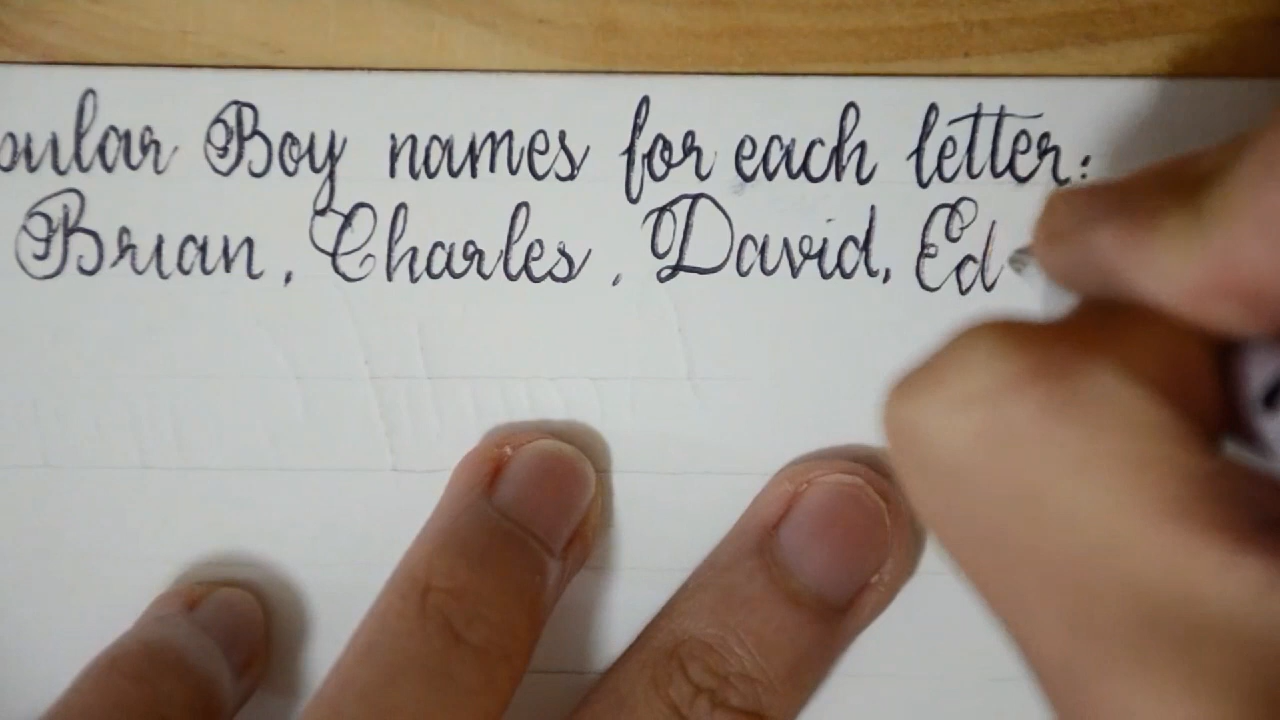 pular Boy names for each letter:
Brian, Charles, David, Ed